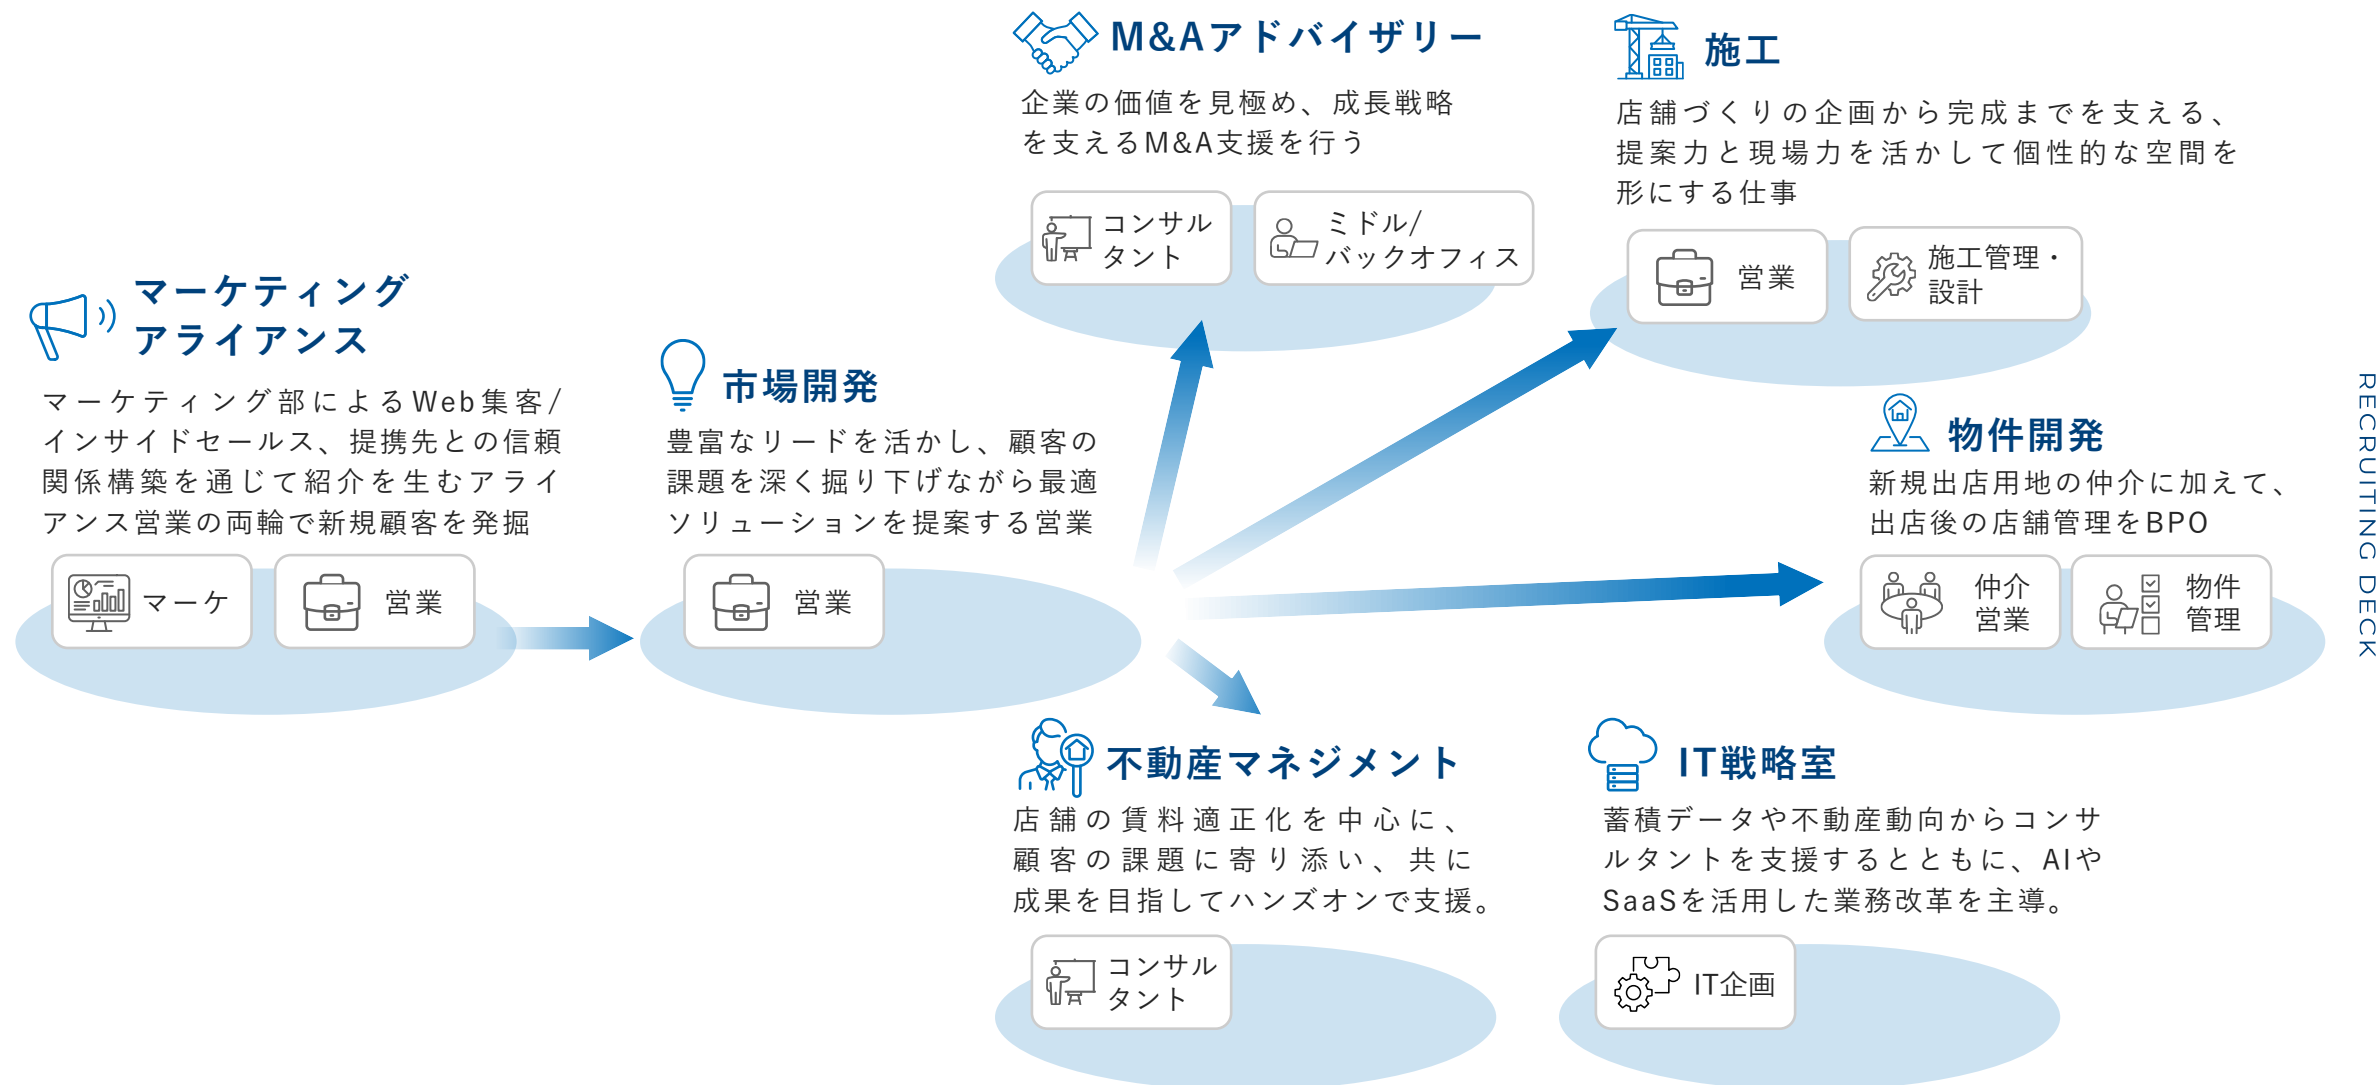 M&Aアドバイザリー
企業の価値を見極め、成長戦略
を支えるM&A支援を行う
コンサル
タント
ミドル/
バックオフィス
施工
店舗づくりの企画から完成までを支える、
提案力と現場力を活かして個性的な空間を
形にする仕事
営業
施工管理・
設計
マーケティング
アライアンス
マーケティング部によるWeb集客/
インサイドセールス、提携先との信頼
関係構築を通じて紹介を生むアライ
アンス営業の両輪で新規顧客を発掘
マーケ
営業
市場開発
豊富なリードを活かし、顧客の
課題を深く掘り下げながら最適
ソリューションを提案する営業
営業
物件開発
新規出店用地の仲介に加えて、
出店後の店舗管理をBPO
仲介
営業
物件
管理
不動産マネジメント
店舗の賃料適正化を中心に、
顧客の課題に寄り添い、共に
成果を目指してハンズオンで支援。
コンサル
タント
IT戦略室
蓄積データや不動産動向からコンサ
ルタントを支援するとともに、AIや
SaaSを活用した業務改革を主導。
IT企画
RECRUITING DECK